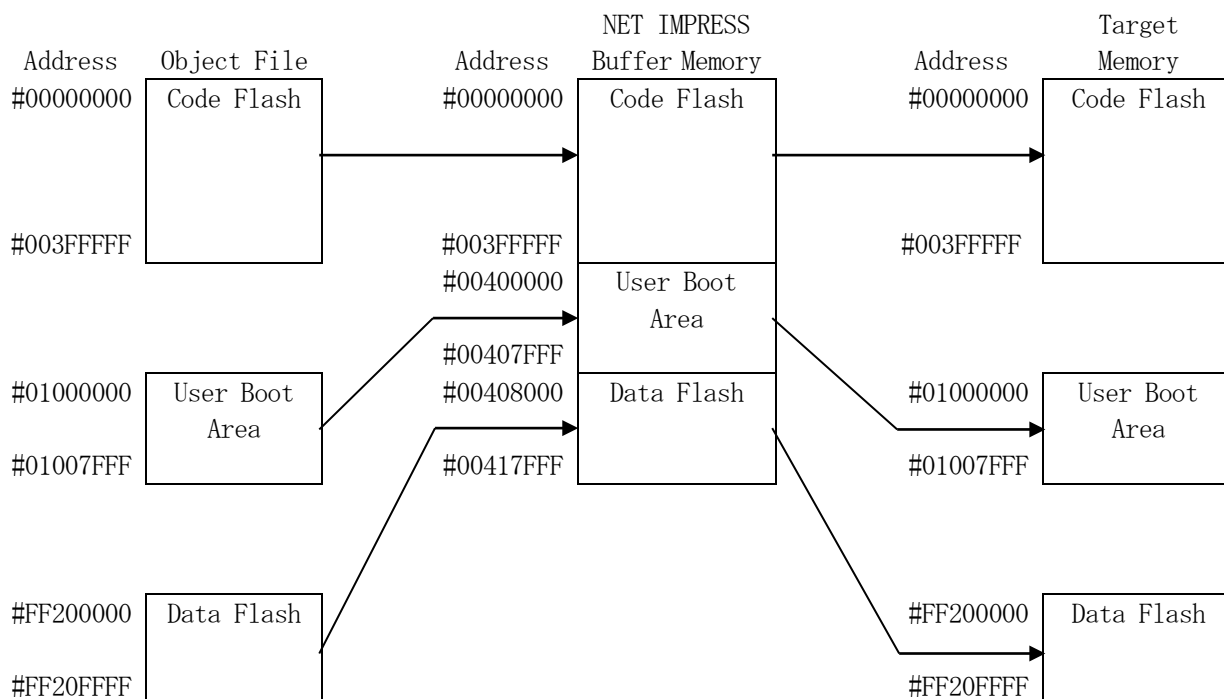 NET IMPRESS Target
Address Object File Address Buffer Memory Address Memory
#00000000 Code Flash #00000000 Code Flash #00000000 Code Flash
#003FFFFF #003FFFFF #003FFFFF
#00400000 User Boot
Area
#00407FFF
#01000000 User Boot #00408000 Data Flash #01000000 User Boot
Area Area
#01007FFF #00417FFF #01007FFF
#FF200000 Data Flash #FF200000 Data Flash
#FF20FFFF #FF20FFFF